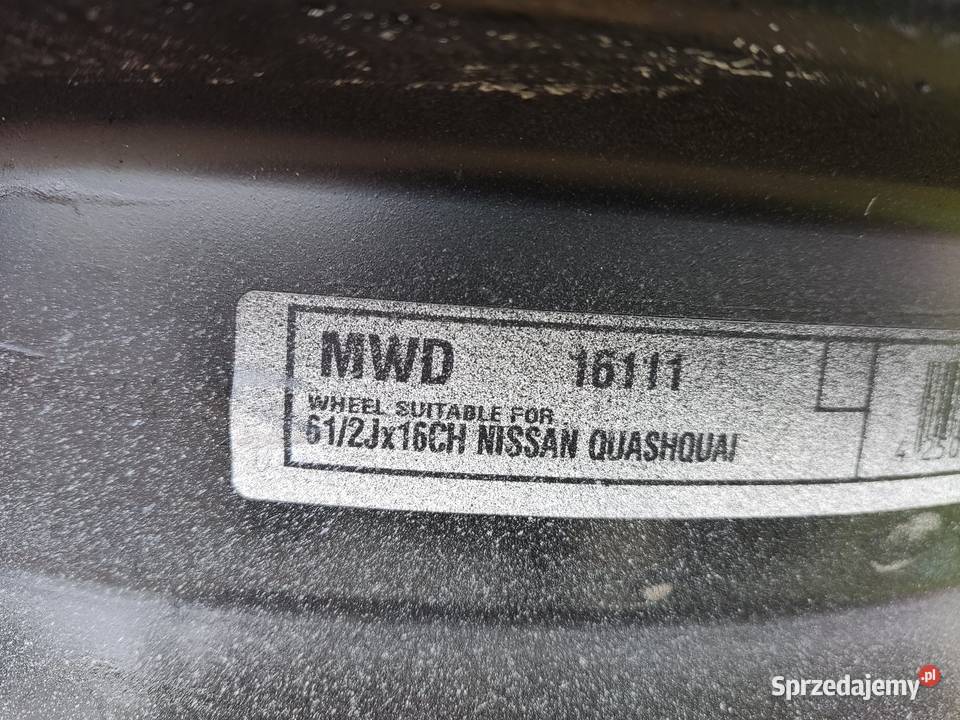 MWD 16111
WHEEL SUITABLE FOR
61/2Jx16CH NISSAN QUASHQUAI
Sprzedajemy.pl